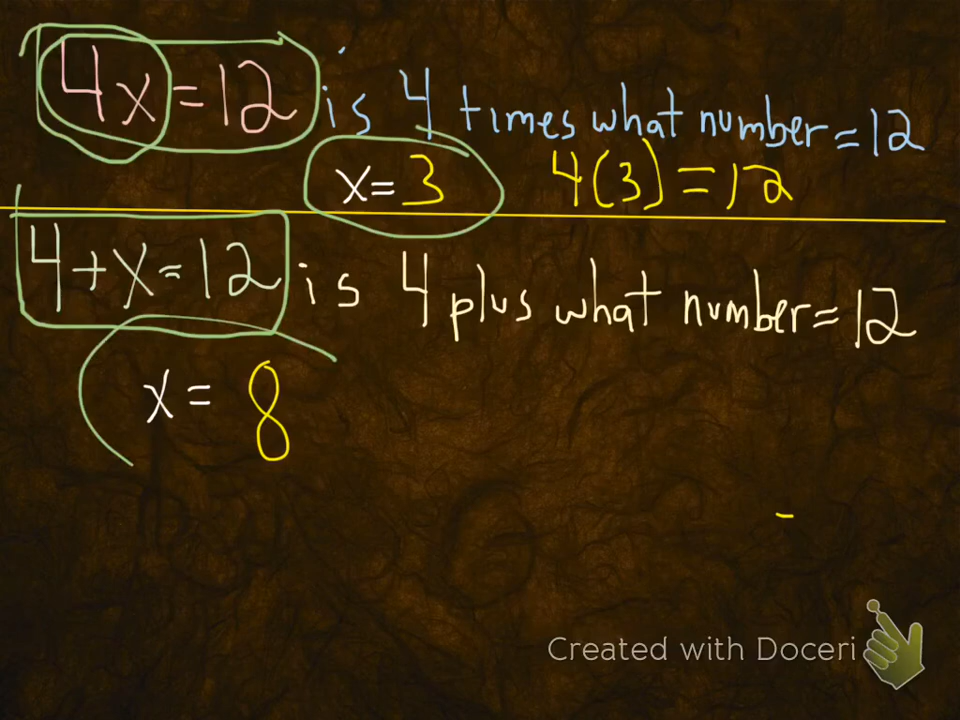 4x = 12 is 4 times what number = 12
x = 3 4(3) = 12
4 + x = 12 is 4 plus what number = 12
x = 8
-
Created with Doceri